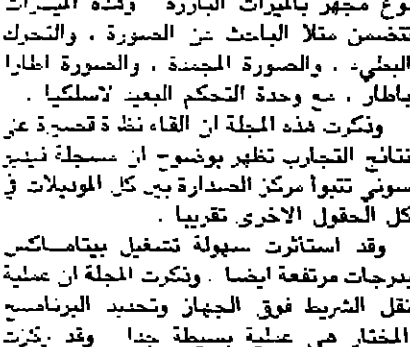 نوع مجهر بالميزات البارزة وهذه الميزات
تتضمن مثلا الباحث عن الصورة ، والتحرك
البطيء ، والصورة المجمدة ، والصورة اطارا
باطار ، مع وحدة التحكم البعيد لاسلكيا .
وذكرت هذه المجلة ان القاء نظرة قصيرة على
نتائج التجارب تظهر بوضوح ان مسجلة فيديو
سوني تتبوأ مركز الصدارة بين كل الموديلات في
كل الحقول الاخرى تقريبا .
وقد استأثرت سهولة تشغيل بيتاماكس
بدرجات مرتفعة ايضا . وذكرت المجلة ان عملية
نقل الشريط فوق الجهاز وتحديد البرنامج
المختار هي عملية بسيطة جدا وقد ركزت